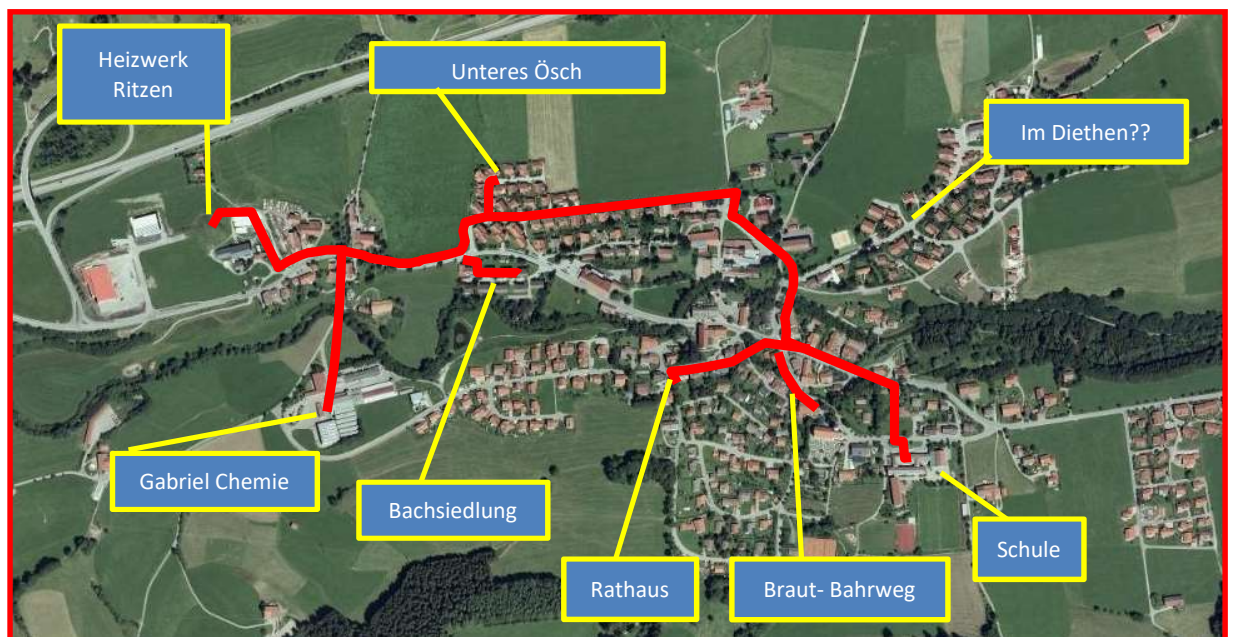 Heizwerk
Ritzen
Unteres Ösch
Im Diethen??
Gabriel Chemie
Bachsiedlung
Rathaus
Braut- Bahrweg
Schule